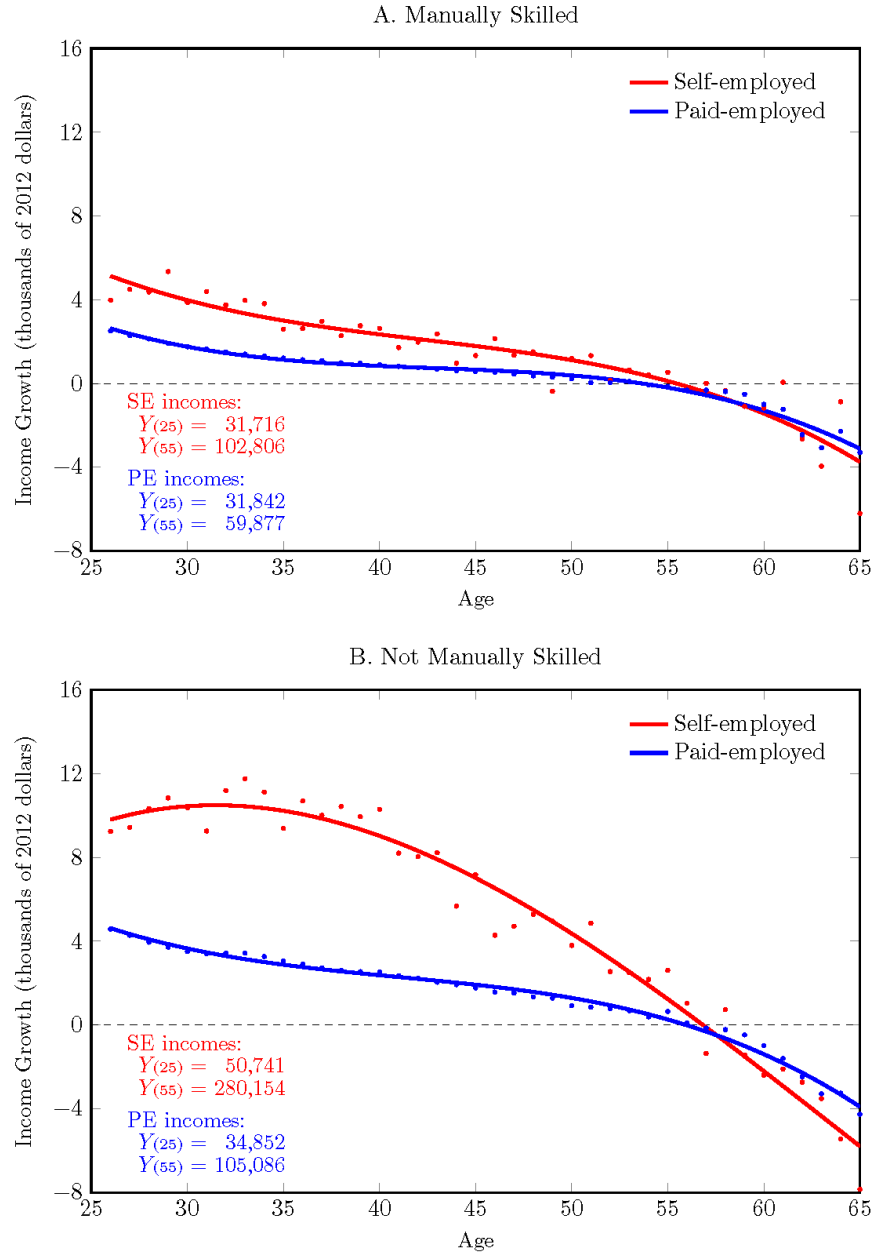 A. Manually Skilled
16
12
8
4
0
−4
−8
Income Growth (thousands of 2012 dollars)
Self-employed
Paid-employed
SE incomes:
Y(25) = 31,716
Y(55) = 102,806
PE incomes:
Y(25) = 31,842
Y(55) = 59,877
25 30 35 40 45 50 55 60 65
Age
B. Not Manually Skilled
16
12
8
4
0
−4
−8
Income Growth (thousands of 2012 dollars)
Self-employed
Paid-employed
SE incomes:
Y(25) = 50,741
Y(55) = 280,154
PE incomes:
Y(25) = 34,852
Y(55) = 105,086
25 30 35 40 45 50 55 60 65
Age